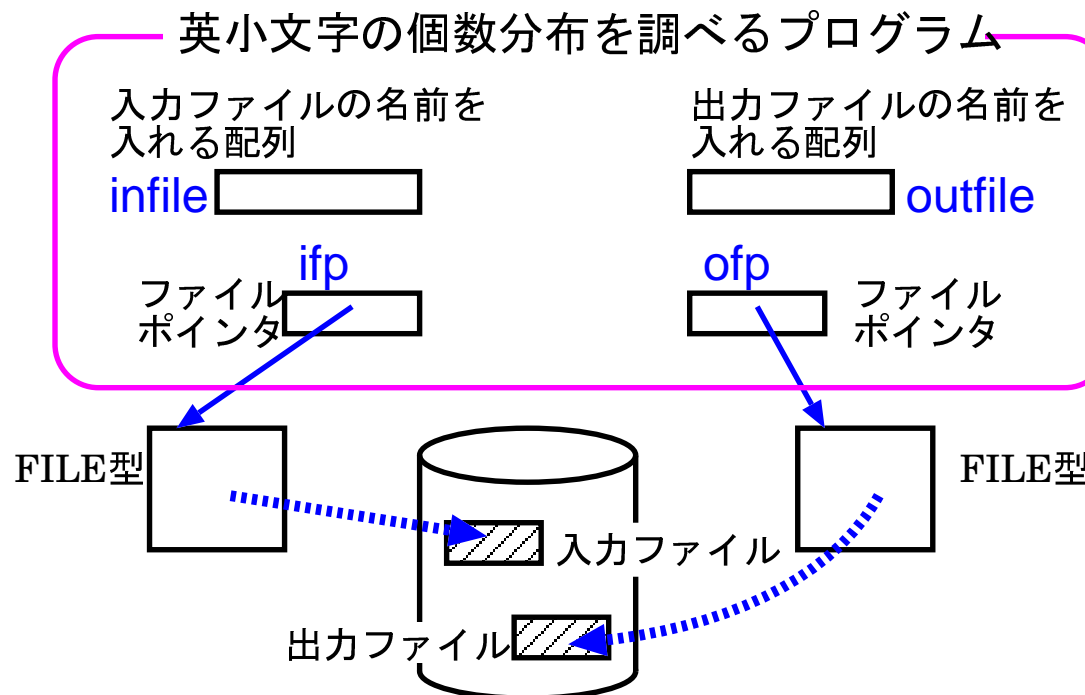 英小文字の個数分布を調べるプログラム
入力ファイルの名前を
入れる配列
infile
出力ファイルの名前を
入れる配列
outfile
ifp
ファイル
ポインタ
ofp
ファイル
ポインタ
FILE型
FILE型
入力ファイル
出力ファイル